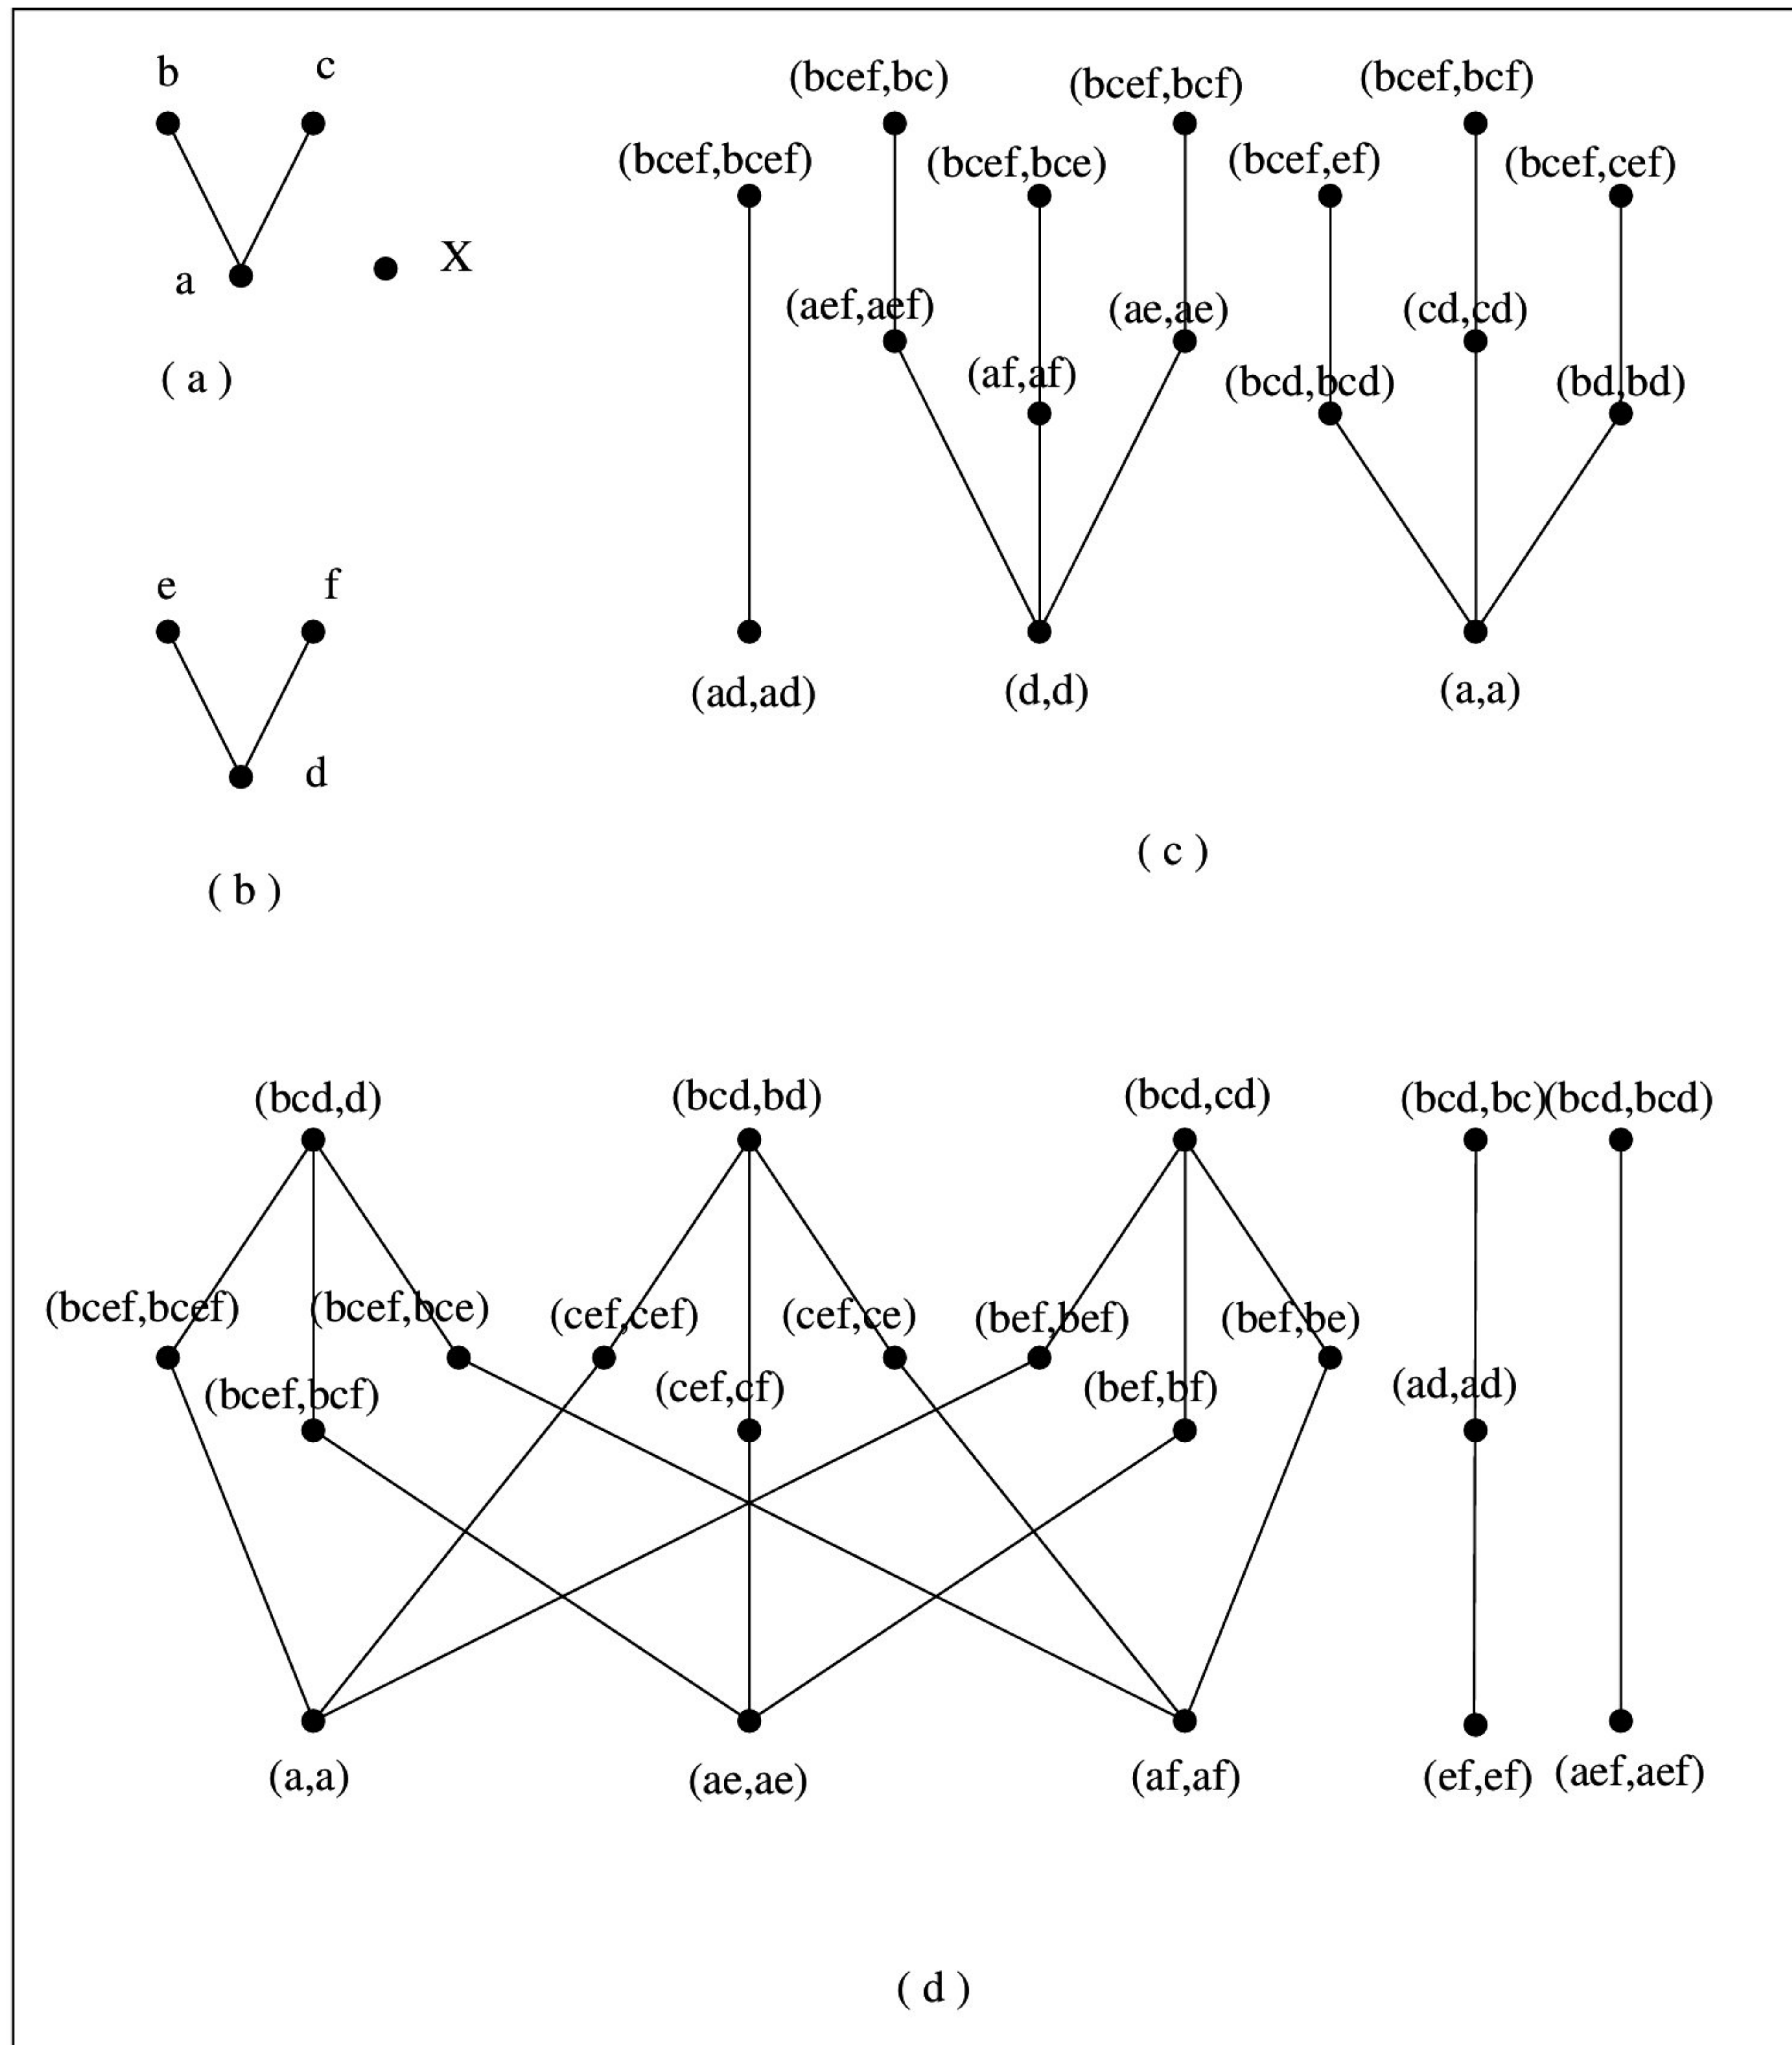 b c
a X
( a )
e f
d
( b )
(bcef,bc) (bcef,bcf) (bcef,bcf)
(bcef,bcef) (bcef,bce) (bcef,ef) (bcef,cef)
(aef,aef) (ae,ae) (cd,cd)
(af,af) (bcd,bcd) (bd,bd)
(ad,ad) (d,d) (a,a)
( c )
(bcd,d) (bcd,bd) (bcd,cd) (bcd,bc) (bcd,bcd)
(bcef,bcef) (bcef,bce) (cef,cef) (cef,ce) (bef,bef) (bef,be)
(bcef,bcf) (cef,cf) (bef,bf) (ad,ad)
(a,a) (ae,ae) (af,af) (ef,ef) (aef,aef)
( d )